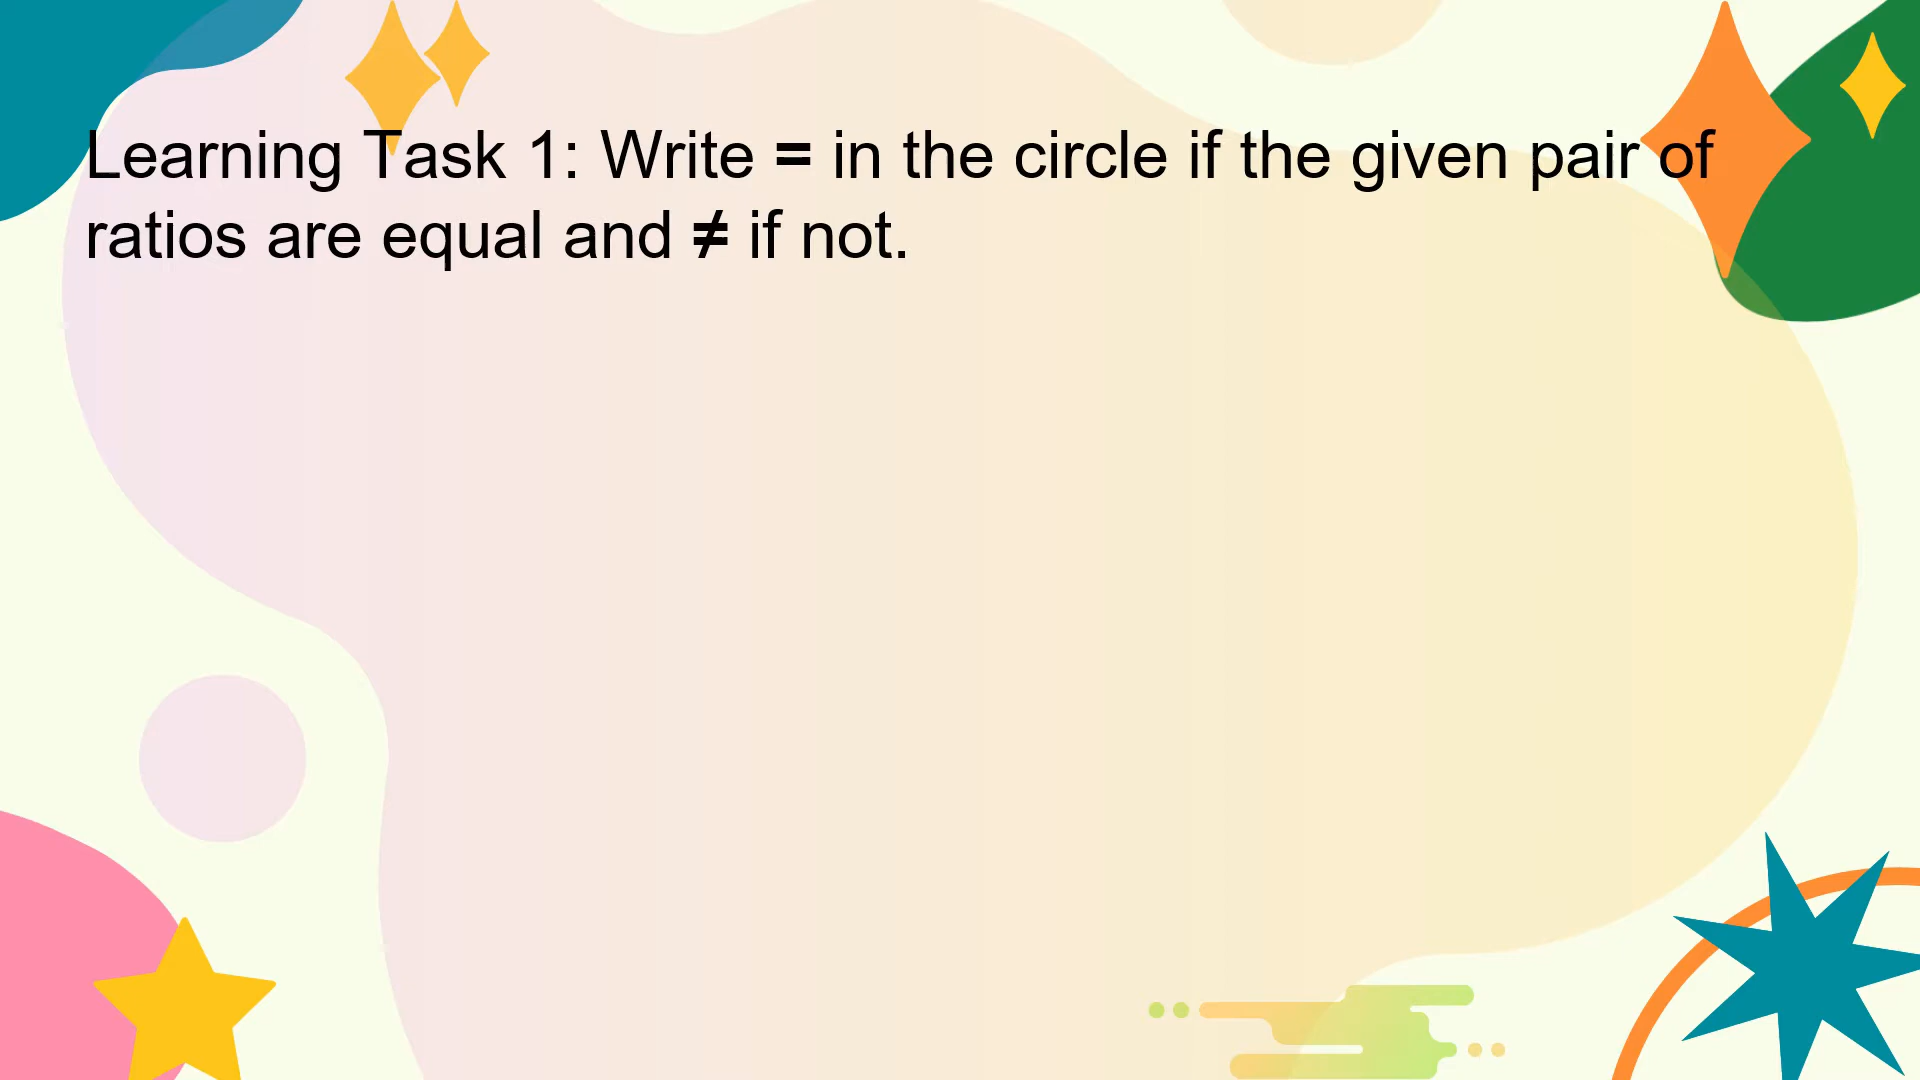 Learning Task 1: Write = in the circle if the given pair of
ratios are equal and ≠ if not.